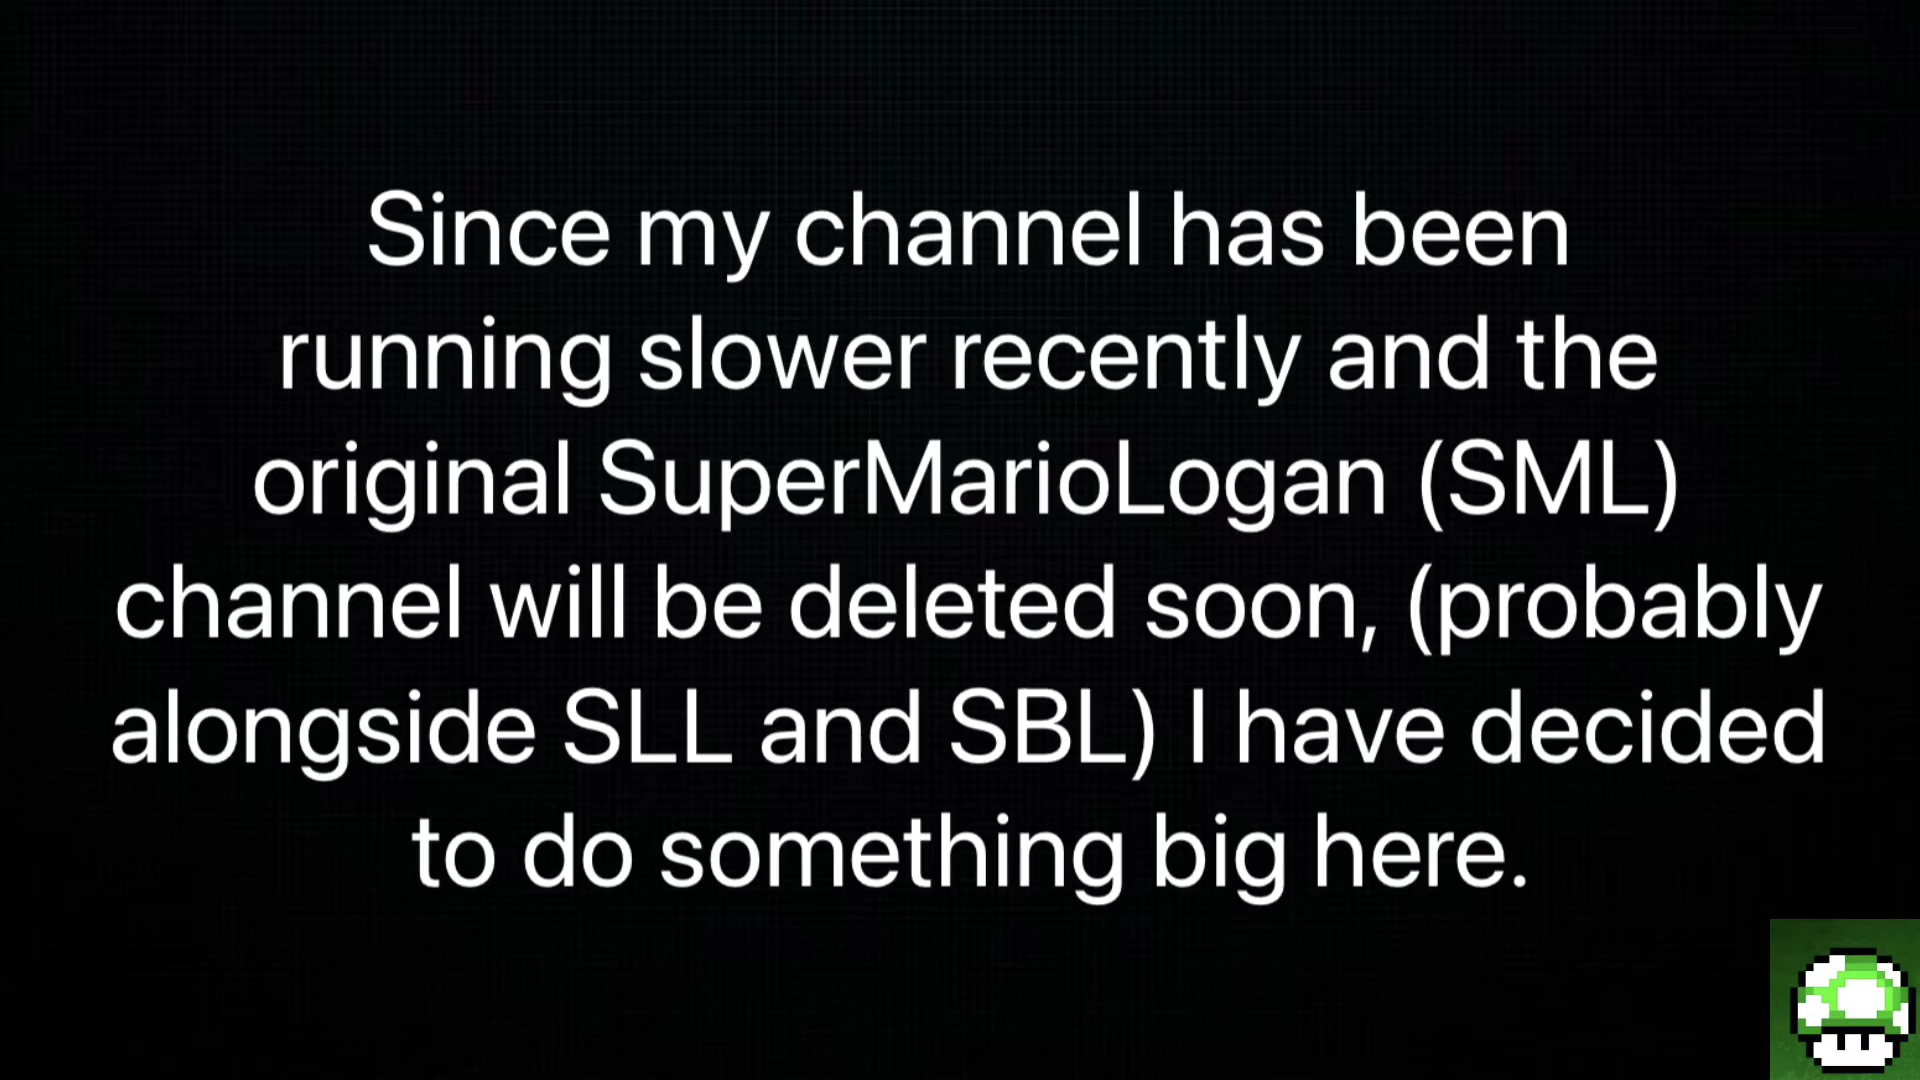 Since my channel has been
running slower recently and the
original SuperMarioLogan (SML)
channel will be deleted soon, (probably
alongside SLL and SBL) I have decided
to do something big here.